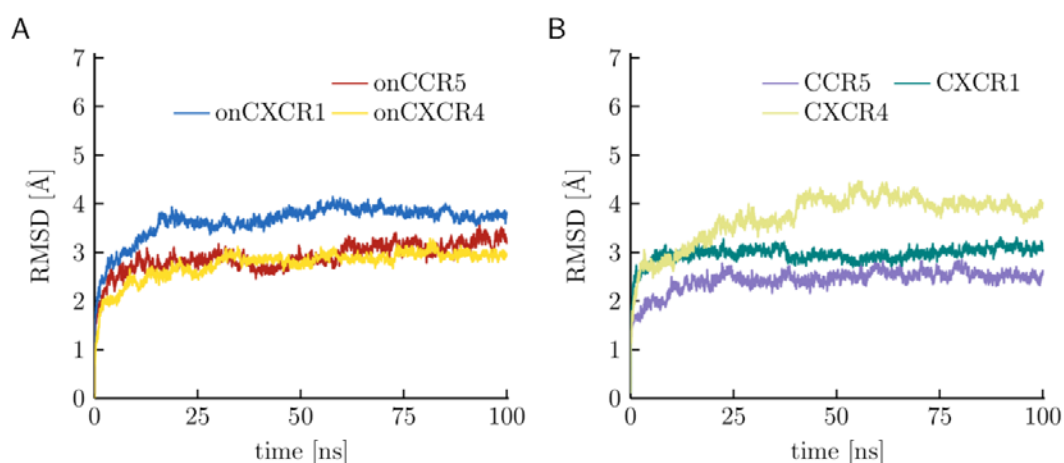 A
RMSD [Å]
7
6
5
4
3
2
1
0
onCCR5
onCXCR1 onCXCR4
0 25 50 75 100
time [ns]
B
RMSD [Å]
7
6
5
4
3
2
1
0
CCR5 CXCR1
CXCR4
0 25 50 75 100
time [ns]